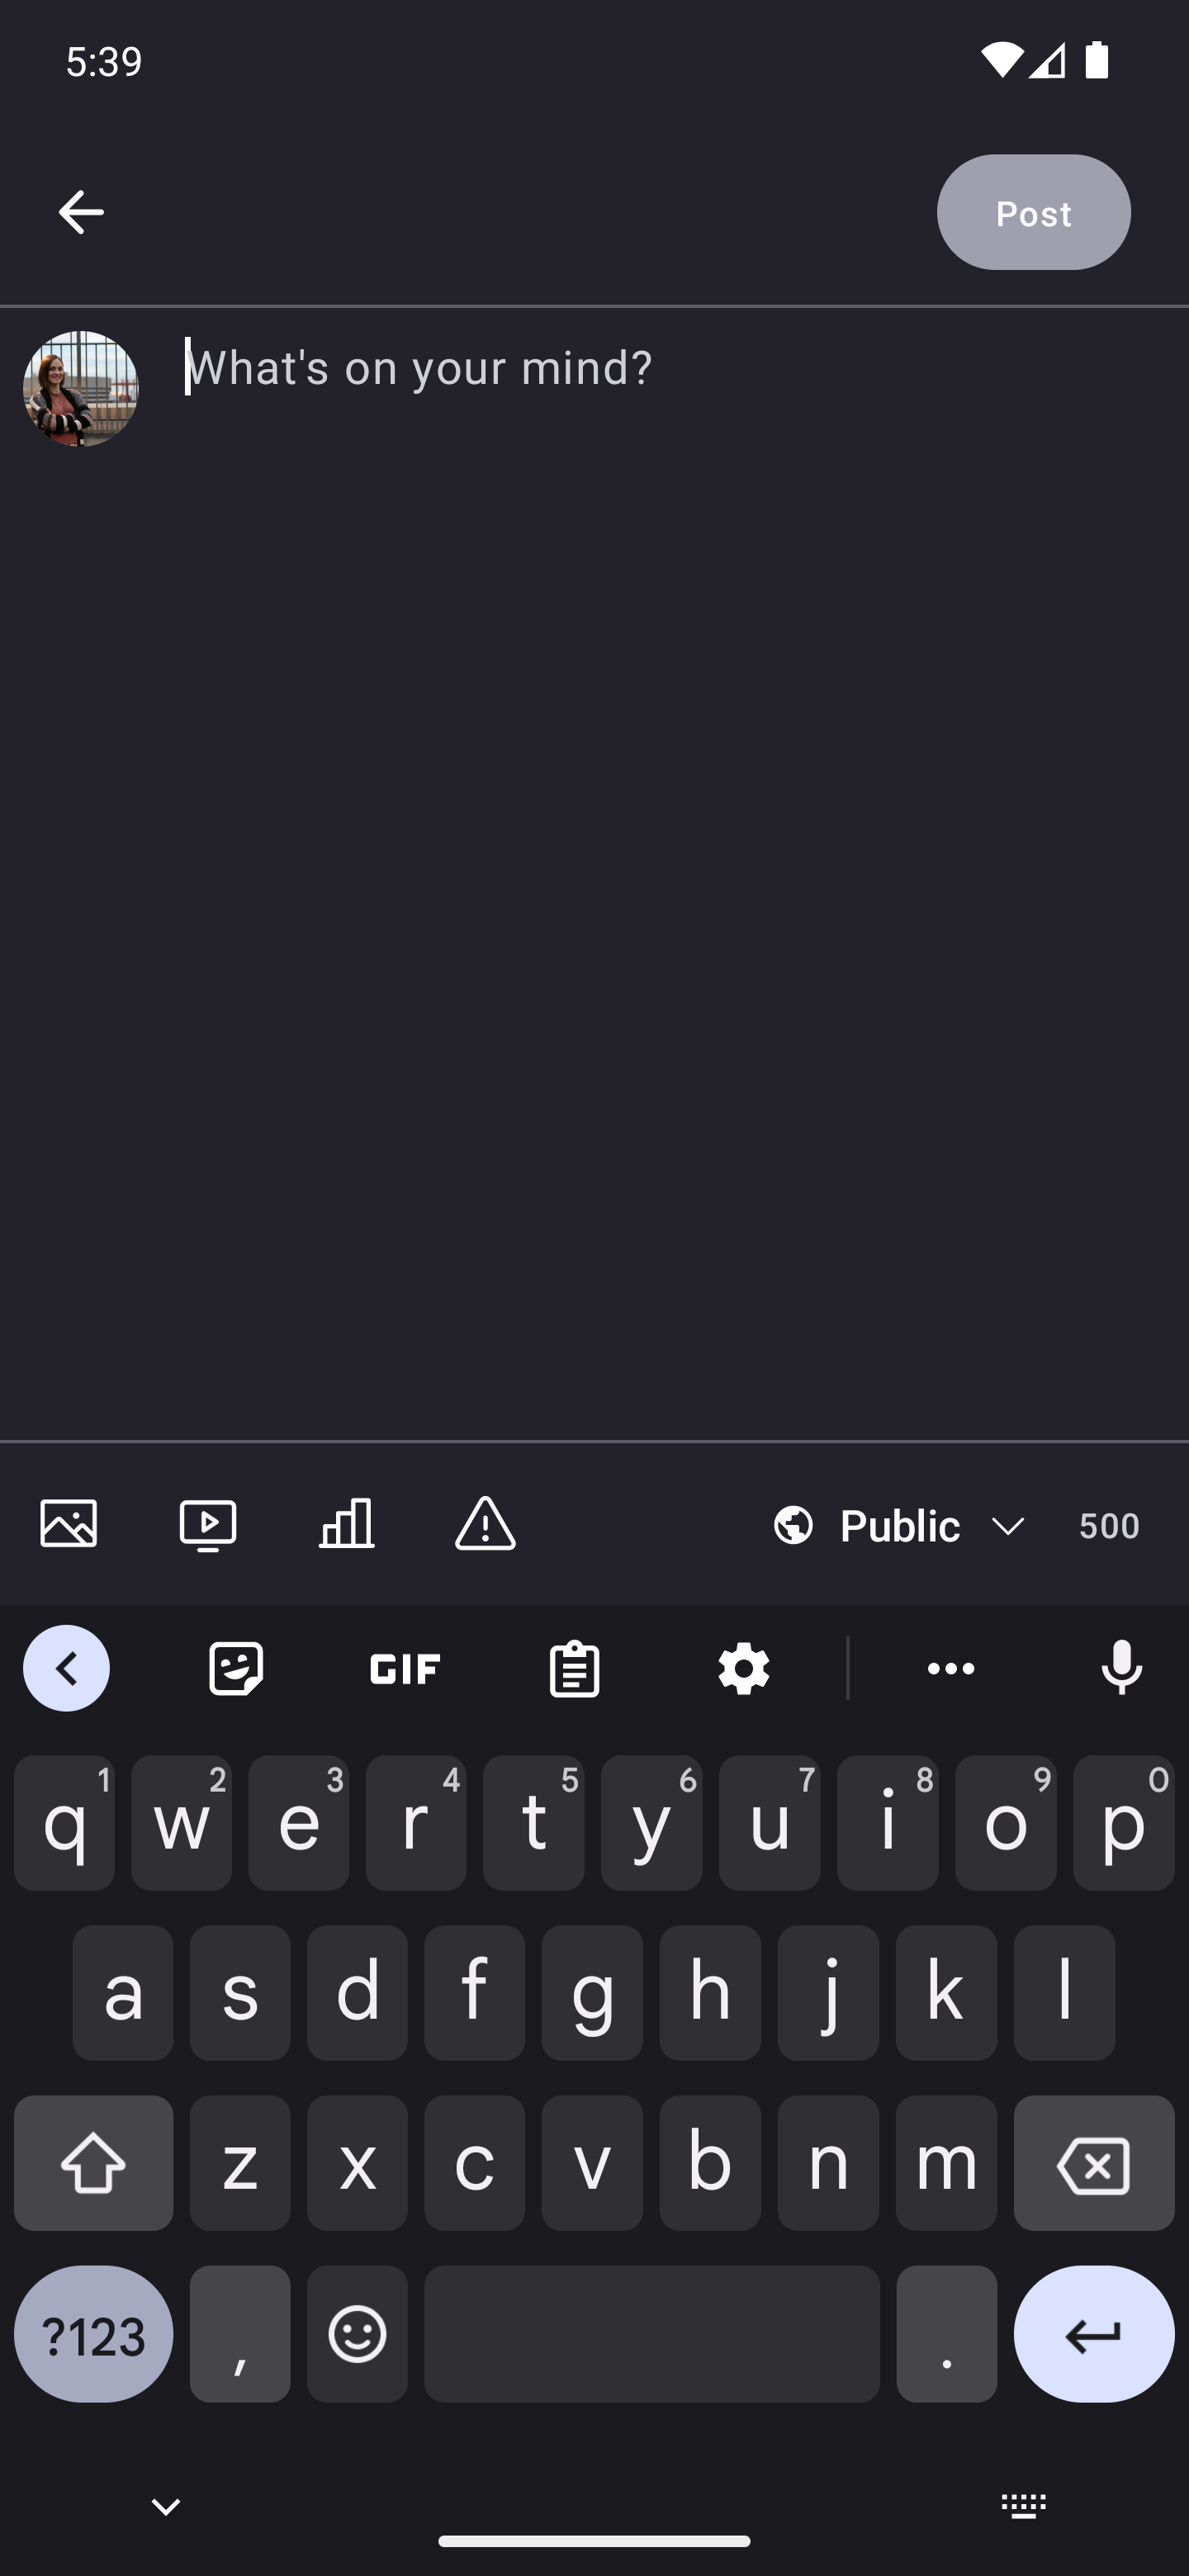 5:39
Post
What's on your mind?
Public 500
GIF
1 2 3 4 5 6 7 8 9 0
q w e r t y u i o p
a s d f g h j k l
z x c v b n m
?123 , .